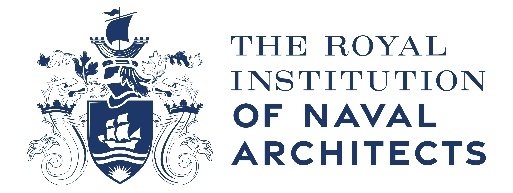 THE ROYAL
INSTITUTION
OF NAVAL
ARCHITECTS